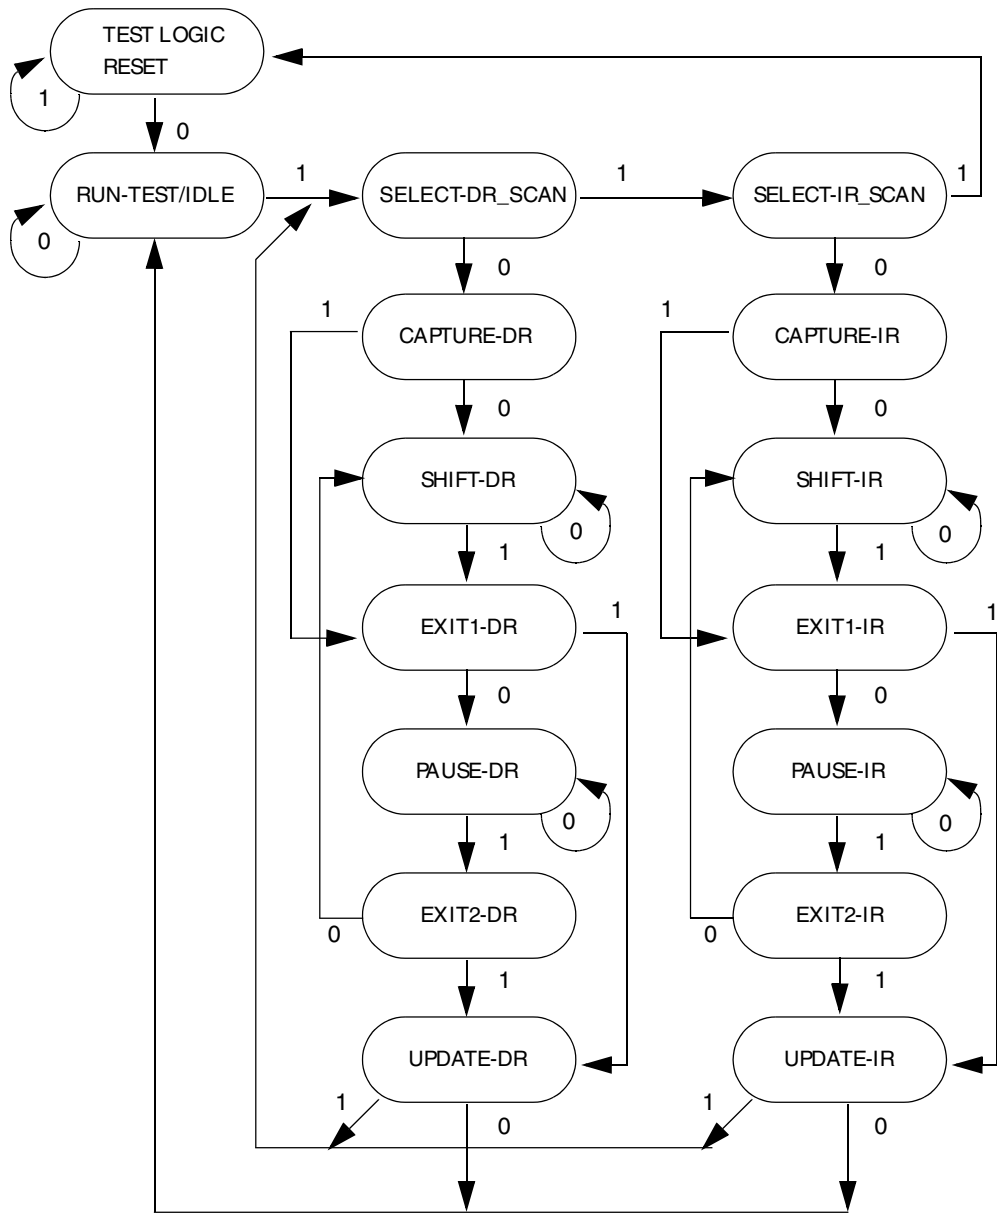 TEST LOGIC
RESET
1
0
RUN-TEST/IDLE
1
SELECT-DR_SCAN
1
SELECT-IR_SCAN
1
0
0
0
1
CAPTURE-DR
1
CAPTURE-IR
0
0
SHIFT-DR
SHIFT-IR
0
0
1
1
EXIT1-DR
1
EXIT1-IR
1
0
0
PAUSE-DR
PAUSE-IR
0
0
1
1
EXIT2-DR
EXIT2-IR
0
0
1
1
UPDATE-DR
UPDATE-IR
1
0
1
0